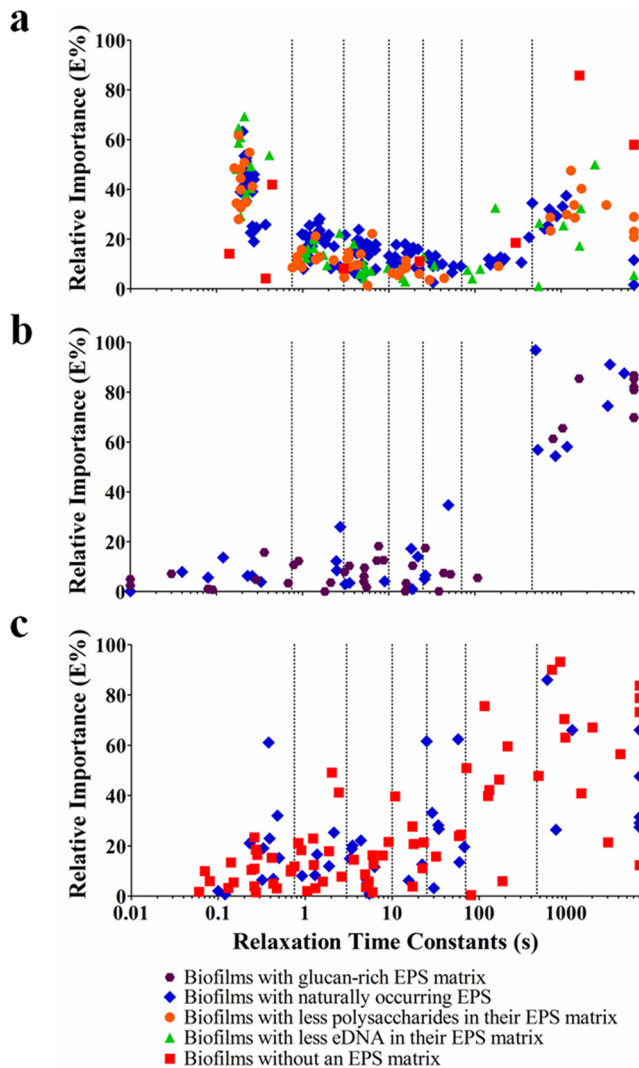 a
Relative Importance (E%)
100
80
60
40
20
0
b
Relative Importance (E%)
100
80
60
40
20
0
c
Relative Importance (E%)
100
80
60
40
20
0
0.01 0.1 1 10 100 1000
Relaxation Time Constants (s)
Biofilms with glucan-rich EPS matrix
Biofilms with naturally occurring EPS
Biofilms with less polysaccharides in their EPS matrix
Biofilms with less eDNA in their EPS matrix
Biofilms without an EPS matrix